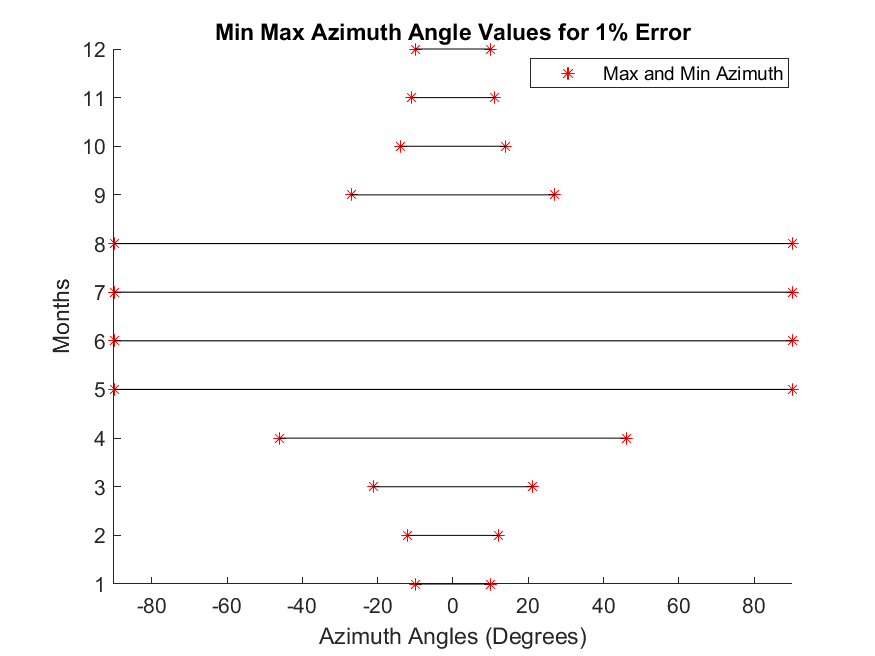 Min Max Azimuth Angle Values for 1% Error
Max and Min Azimuth
12
11
10
9
8
7
6
5
4
3
2
1
Months
-80 -60 -40 -20 0 20 40 60 80
Azimuth Angles (Degrees)